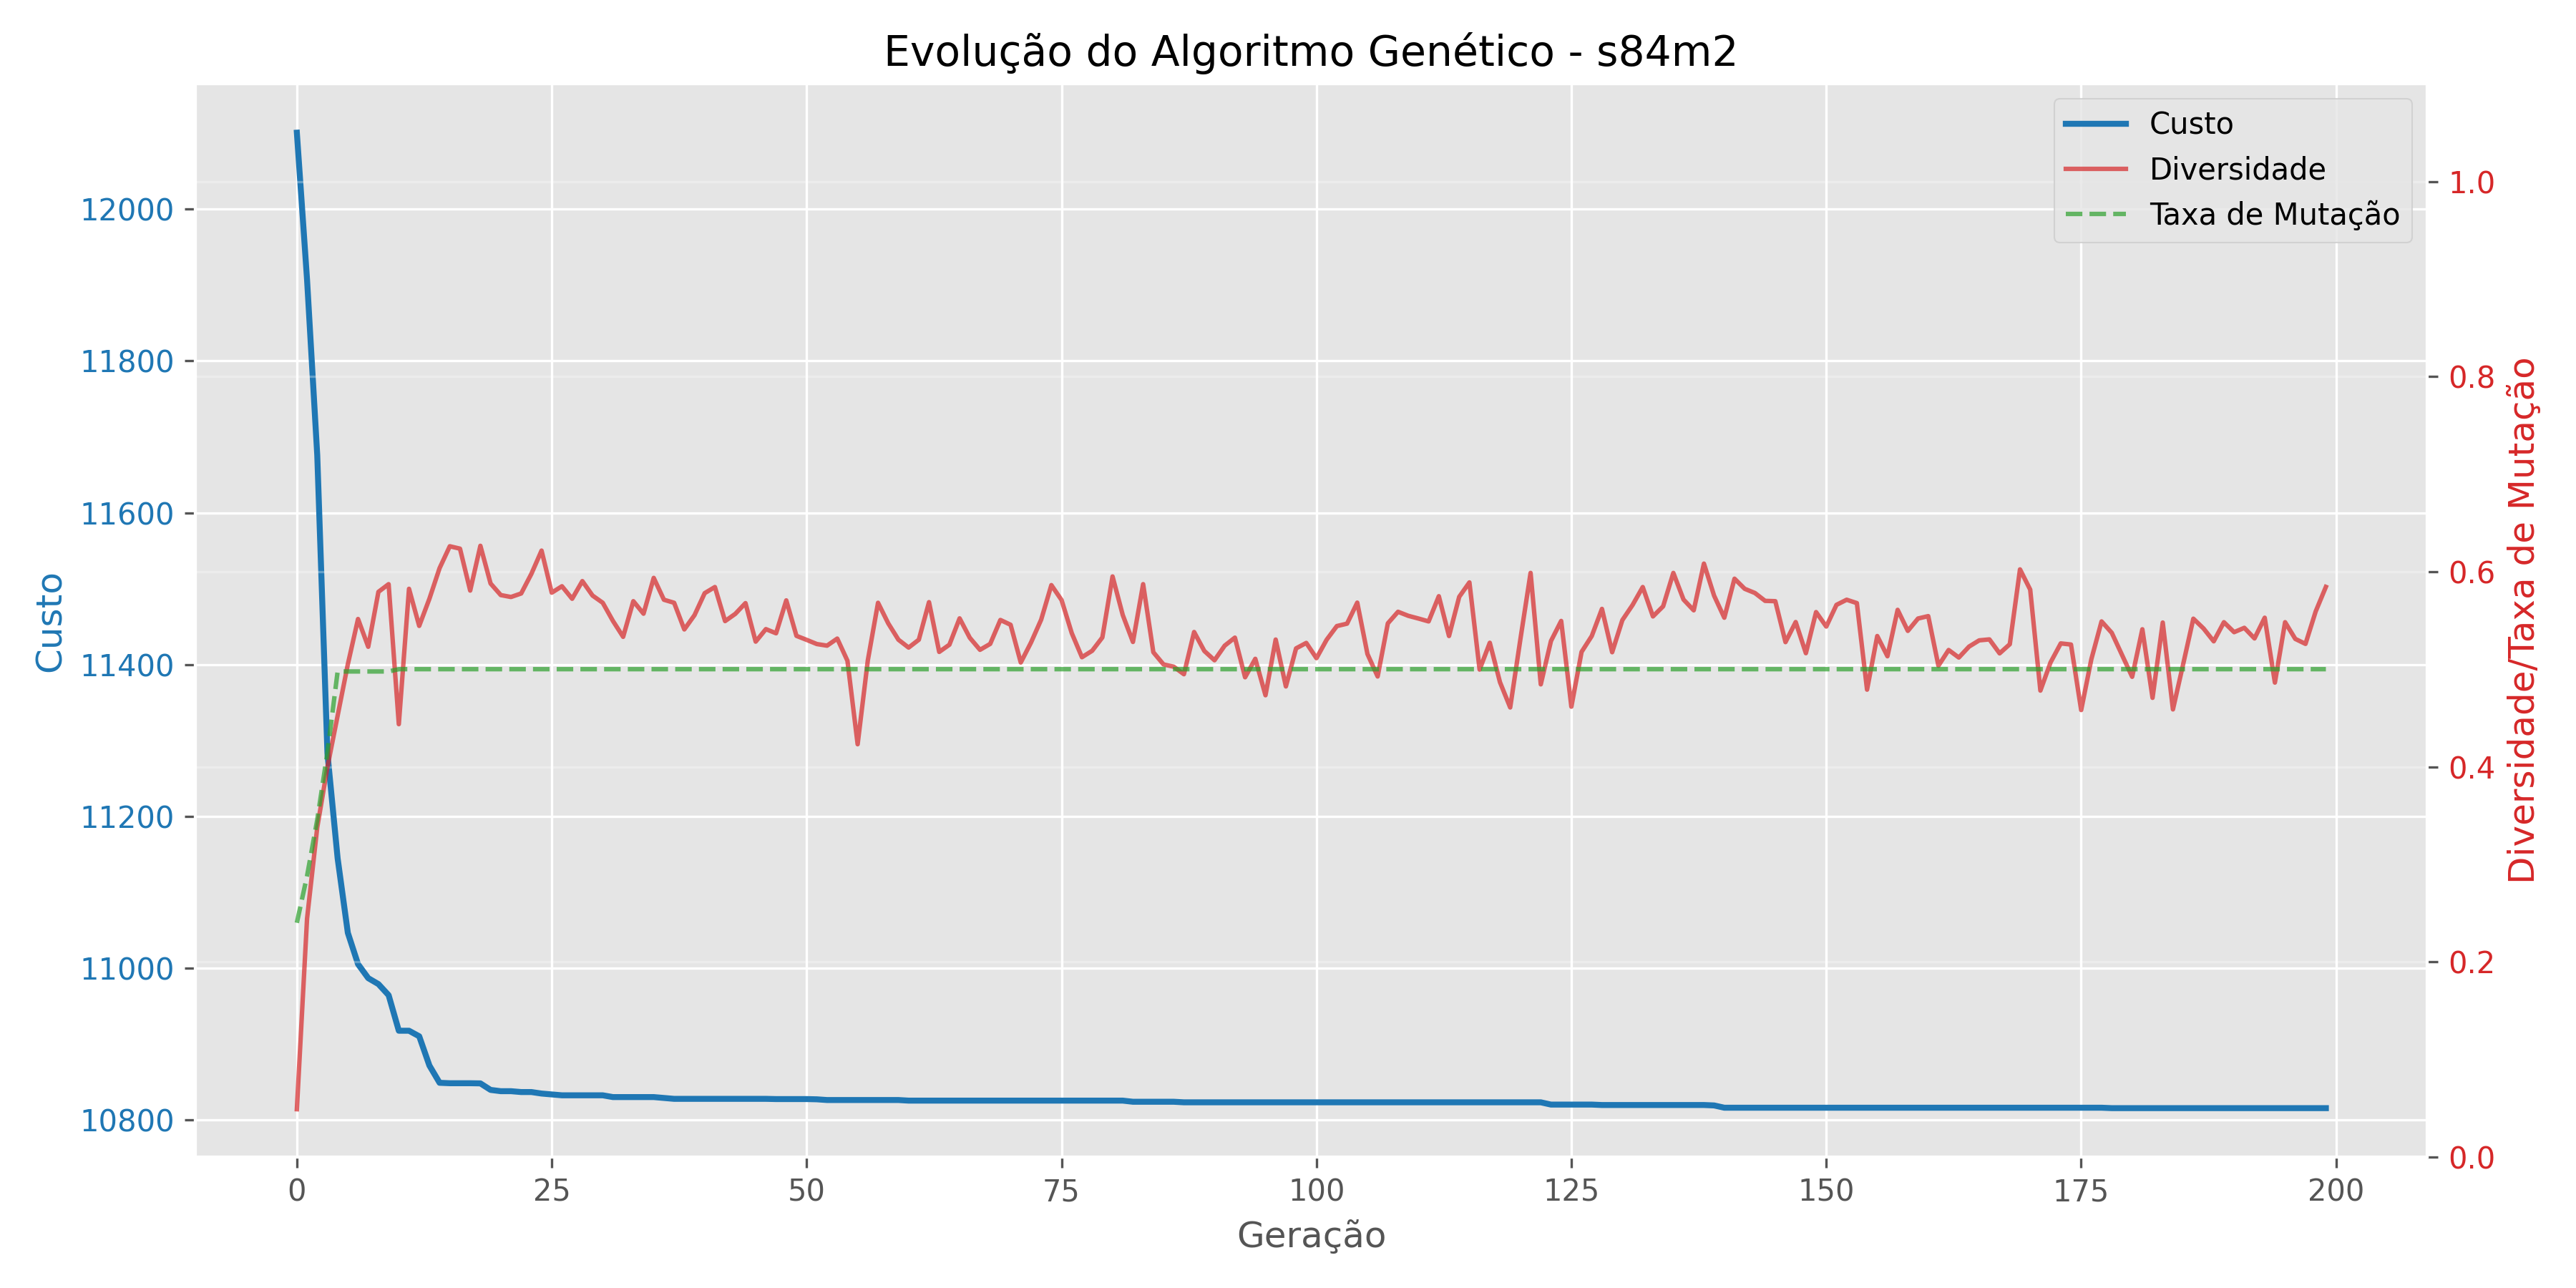 Evolução do Algoritmo Genético - s84m2
Custo
Diversidade
Taxa de Mutação
12000
11800
11600
11400
11200
11000
10800
Custo
1.0
0.8
0.6
0.4
0.2
0.0
Diversidade/Taxa de Mutação
0 25 50 75 100 125 150 175 200
Geração